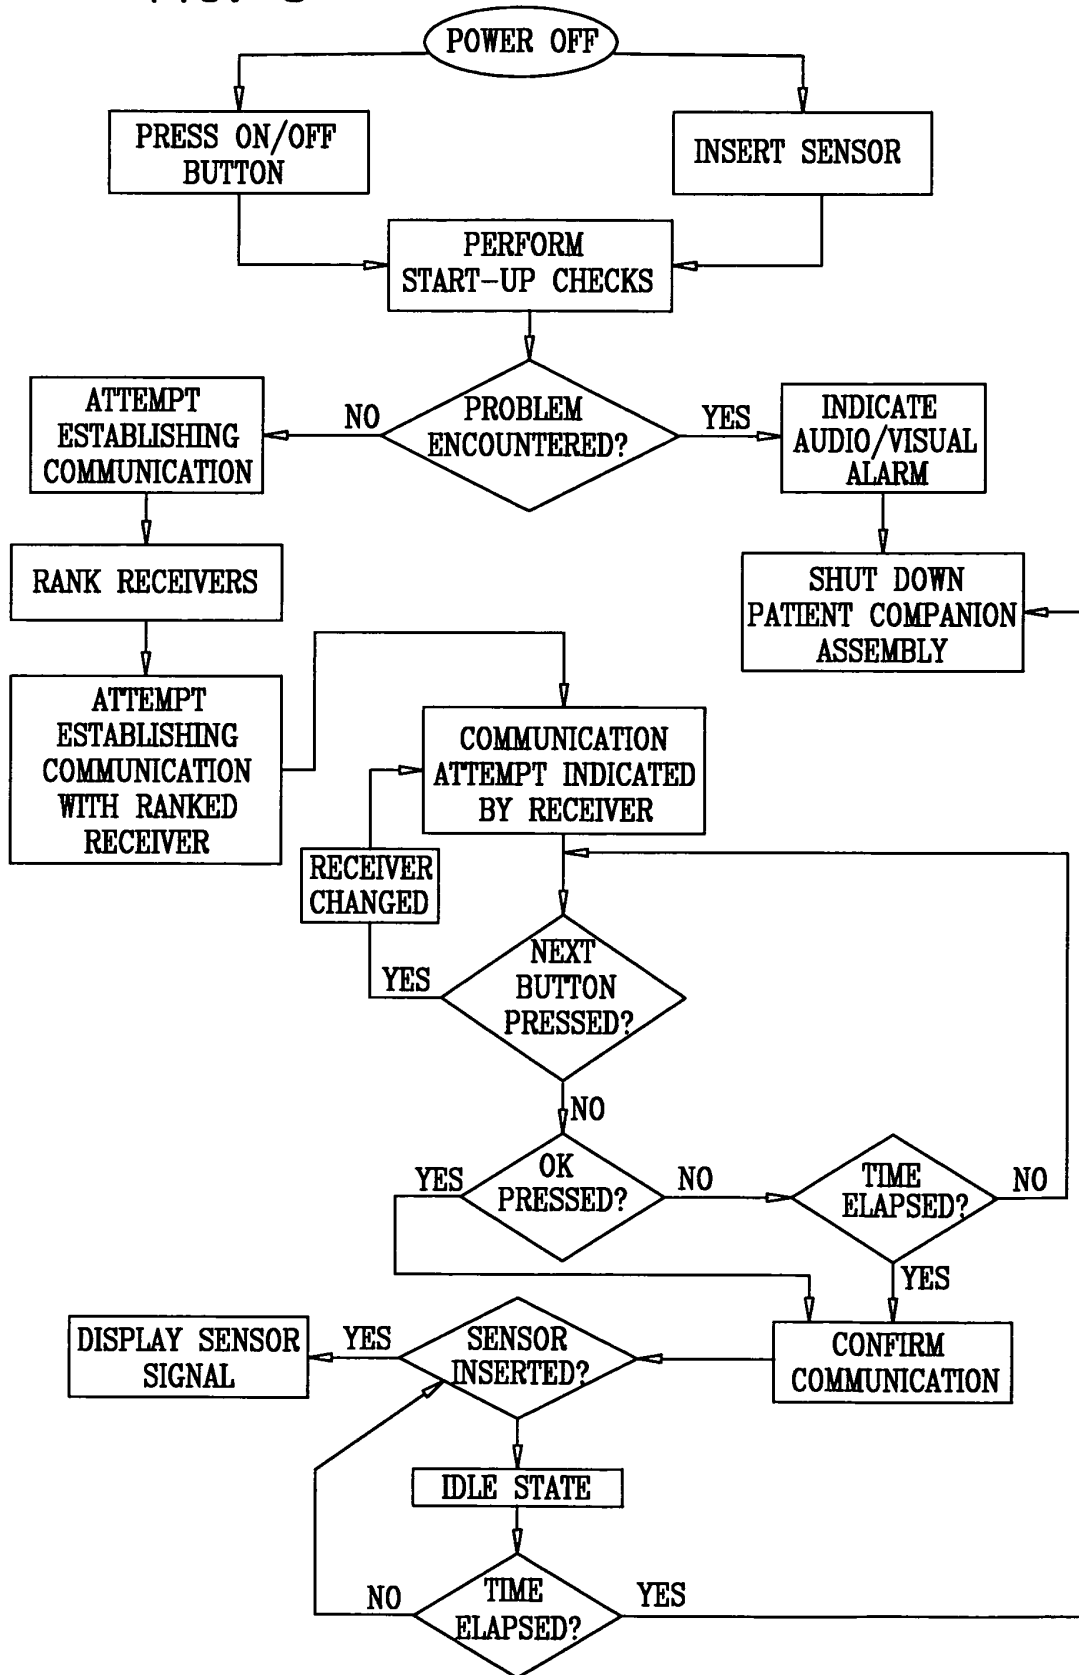 POWER OFF
PRESS ON/OFF
BUTTON
INSERT SENSOR
PERFORM
START-UP CHECKS
ATTEMPT
ESTABLISHING
COMMUNICATION
NO
PROBLEM
ENCOUNTERED?
YES
INDICATE
AUDIO/VISUAL
ALARM
RANK RECEIVERS
SHUT DOWN
PATIENT COMPANION
ASSEMBLY
ATTEMPT
ESTABLISHING
COMMUNICATION
WITH RANKED
RECEIVER
COMMUNICATION
ATTEMPT INDICATED
BY RECEIVER
RECEIVER
CHANGED
YES
NEXT
BUTTON
PRESSED?
NO
YES
OK
PRESSED?
NO
TIME
ELAPSED?
NO
YES
DISPLAY SENSOR
SIGNAL
YES
SENSOR
INSERTED?
CONFIRM
COMMUNICATION
IDLE STATE
NO
TIME
ELAPSED?
YES